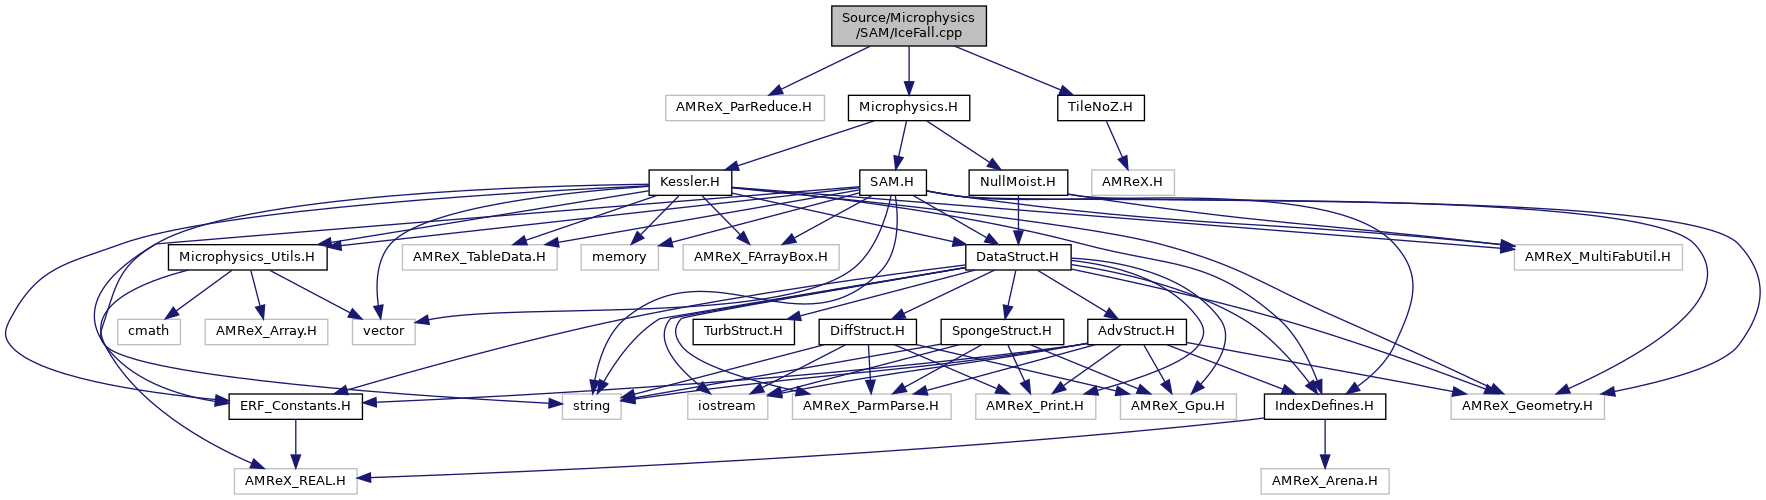 Source/Microphysics
/SAM/IceFall.cpp
AMReX_ParReduce.H
Microphysics.H
TileNoZ.H
Kessler.H
SAM.H
NullMoist.H
AMReX.H
Microphysics_Utils.H
AMReX_TableData.H
memory
AMReX_FArrayBox.H
DataStruct.H
AMReX_MultiFabUtil.H
cmath
AMReX_Array.H
vector
TurbStruct.H
DiffStruct.H
SpongeStruct.H
AdvStruct.H
ERF_Constants.H
string
iostream
AMReX_ParmParse.H
AMReX_Print.H
AMReX_Gpu.H
IndexDefines.H
AMReX_Geometry.H
AMReX_REAL.H
AMReX_Arena.H